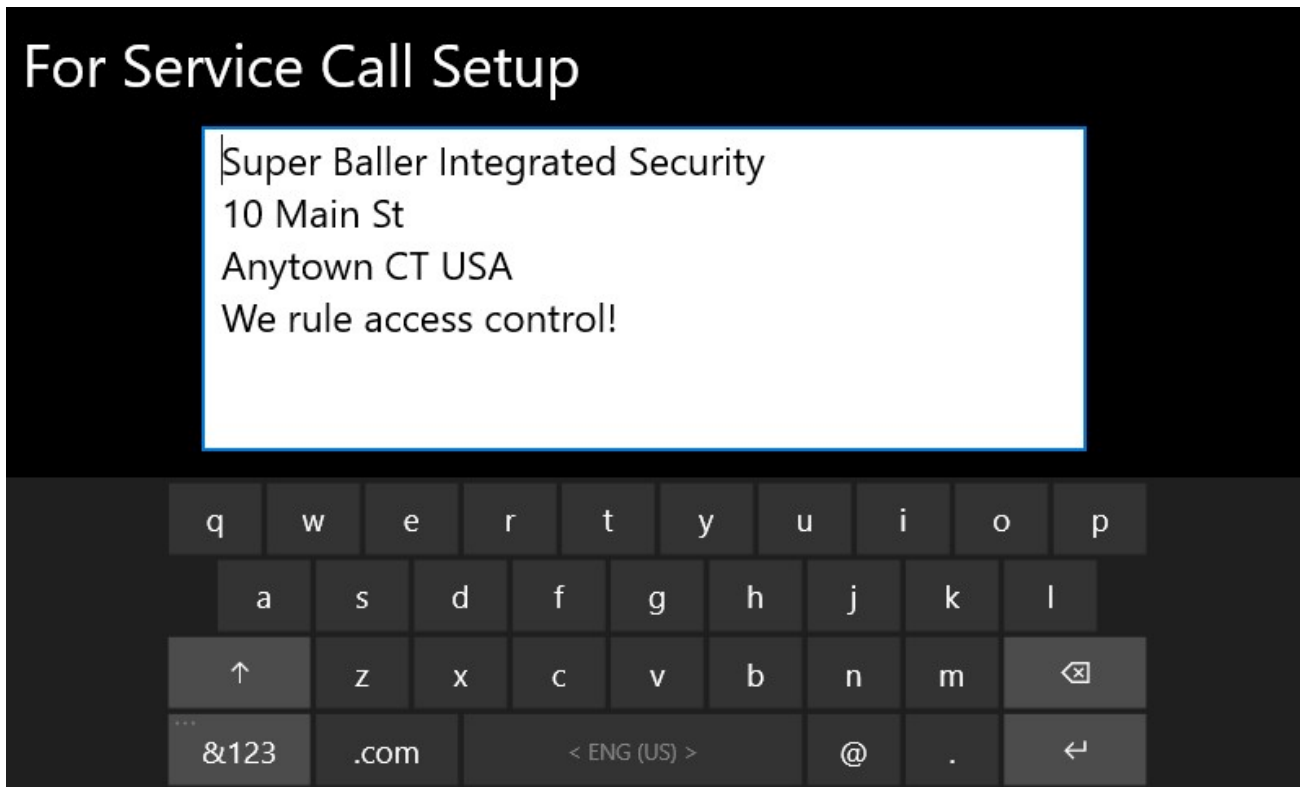 For Service Call Setup
Super Baller Integrated Security
10 Main St
Anytown CT USA
We rule access control!
q w e r t y u i o p
a s d f g h j k l
↑ z x c v b n m ⌫
&123 .com < ENG (US) > @ . ↵